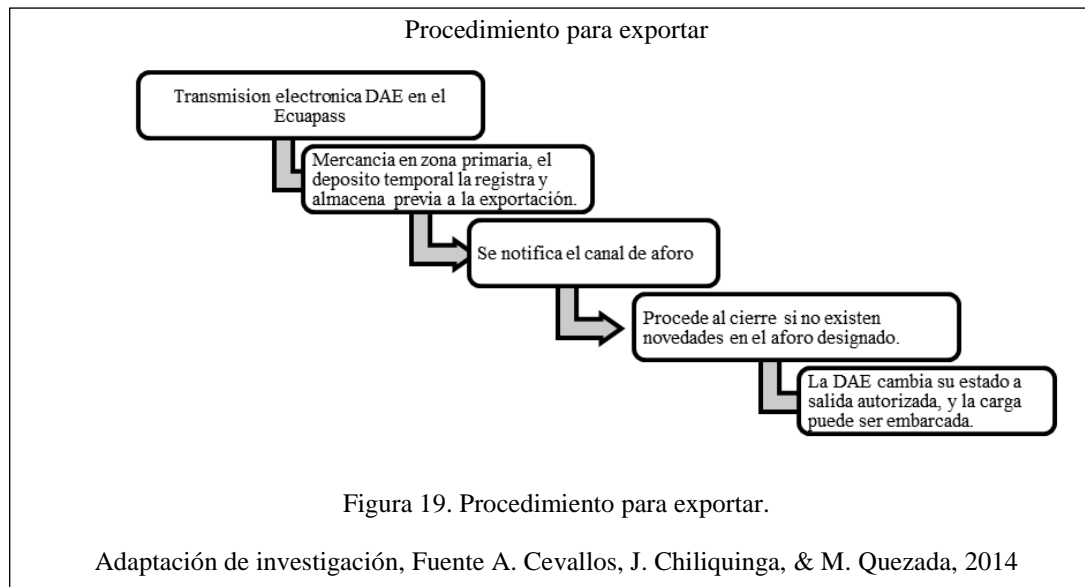 Procedimiento para exportar
Transmision electronica DAE en el
Ecuapass
Mercancia en zona primaria, el
deposito temporal la registra y
almacena previa a la exportación.
Se notifica el canal de aforo
Procede al cierre si no existen
novedades en el aforo designado.
La DAE cambia su estado a
salida autorizada, y la carga
puede ser embarcada.
Figura 19. Procedimiento para exportar.
Adaptación de investigación, Fuente A. Cevallos, J. Chiliquinga, & M. Quezada, 2014